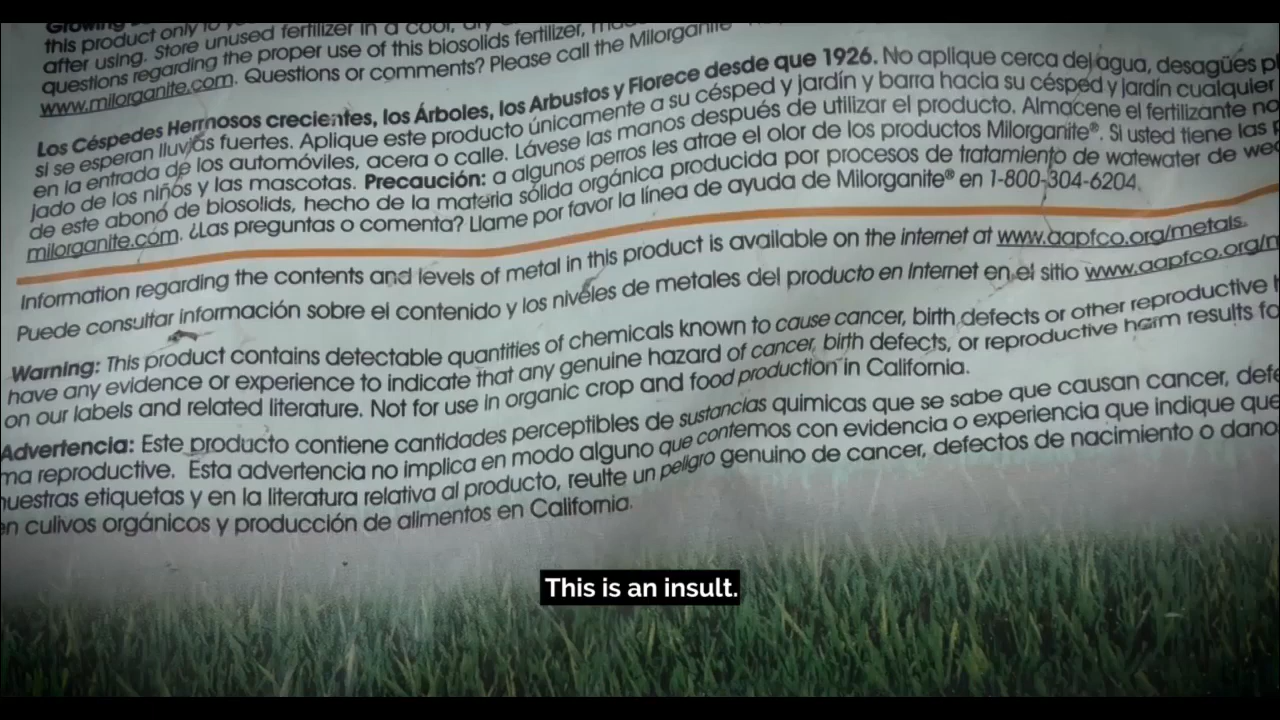 Growing
this product only to
after using. Store unused fertilizer in a cool, dry
questions regarding the proper use of this biosolids fertilizer,
www.milorganite.com. Questions or comments? Please call the Milorganite
Los Céspedes Hermosos crecientes, los Árboles, los Arbustos y Florece desde que 1926. No aplique cerca del agua, desagües
si se esperan lluvias fuertes. Aplique este producto únicamente a su césped y jardín y barra hacia su césped y jardín cualquier
en la entrada de los automóviles, acera o calle. Lávese las manos después de utilizar el producto. Almacene el fertilizante no
jado de los niños y las mascotas. Precaución: a algunos perros les atrae el olor de los productos Milorganite®. Si usted tiene las
de este abono de biosolids, hecho de la materia sólida orgánica producida por procesos de tratamiento de watewater de
milorganite.com. ¿Las preguntas o comenta? Llame por favor la línea de ayuda de Milorganite® en 1-800-304-6204.
Information regarding the contents and levels of metal in this product is available on the internet at www.aapfco.org/metals.
Puede consultar información sobre el contenido y los niveles de metales del producto en Internet en el sitio www.aapfco.org/m
Warning: This product contains detectable quantities of chemicals known to cause cancer, birth defects or other reproductive
have any evidence or experience to indicate that any genuine hazard of cancer, birth defects, or reproductive harm results fo
on our labels and related literature. Not for use in organic crop and food production in California.
Advertencia: Este producto contiene cantidades perceptibles de sustancias quimicas que se sabe que causan cancer, defe
ma reproductive. Esta advertencia no implica en modo alguno que contemos con evidencia o experiencia que indique que
nuestras etiquetas y en la literatura relativa al producto, reulte un peligro genuino de cancer, defectos de nacimiento o dano
en culivos orgánicos y producción de alimentos en California.
This is an insult.